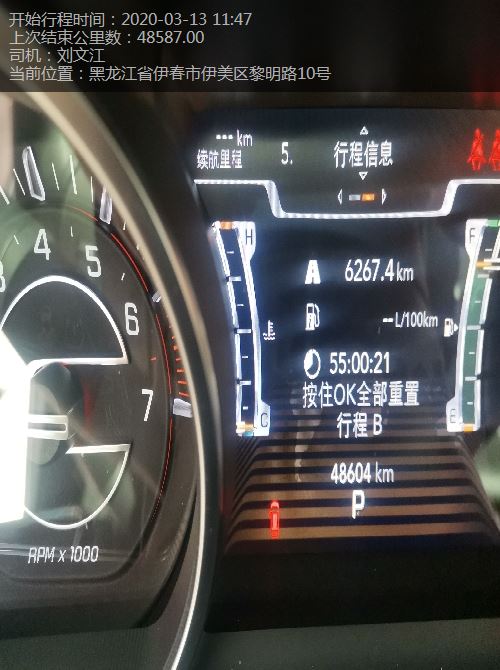 开始行程时间：2020-03-13 11:47
上次结束公里数：48587.00
司机：刘文江
当前位置：黑龙江省伊春市伊美区黎明路10号
--- km
续航里程
5.
行程信息
H
F
4
5
6
7
A 6267.4 km
-- L/100km
55:00:21
按住OK全部重置
C
E
行程 B
48604 km
P
RPM x 1000